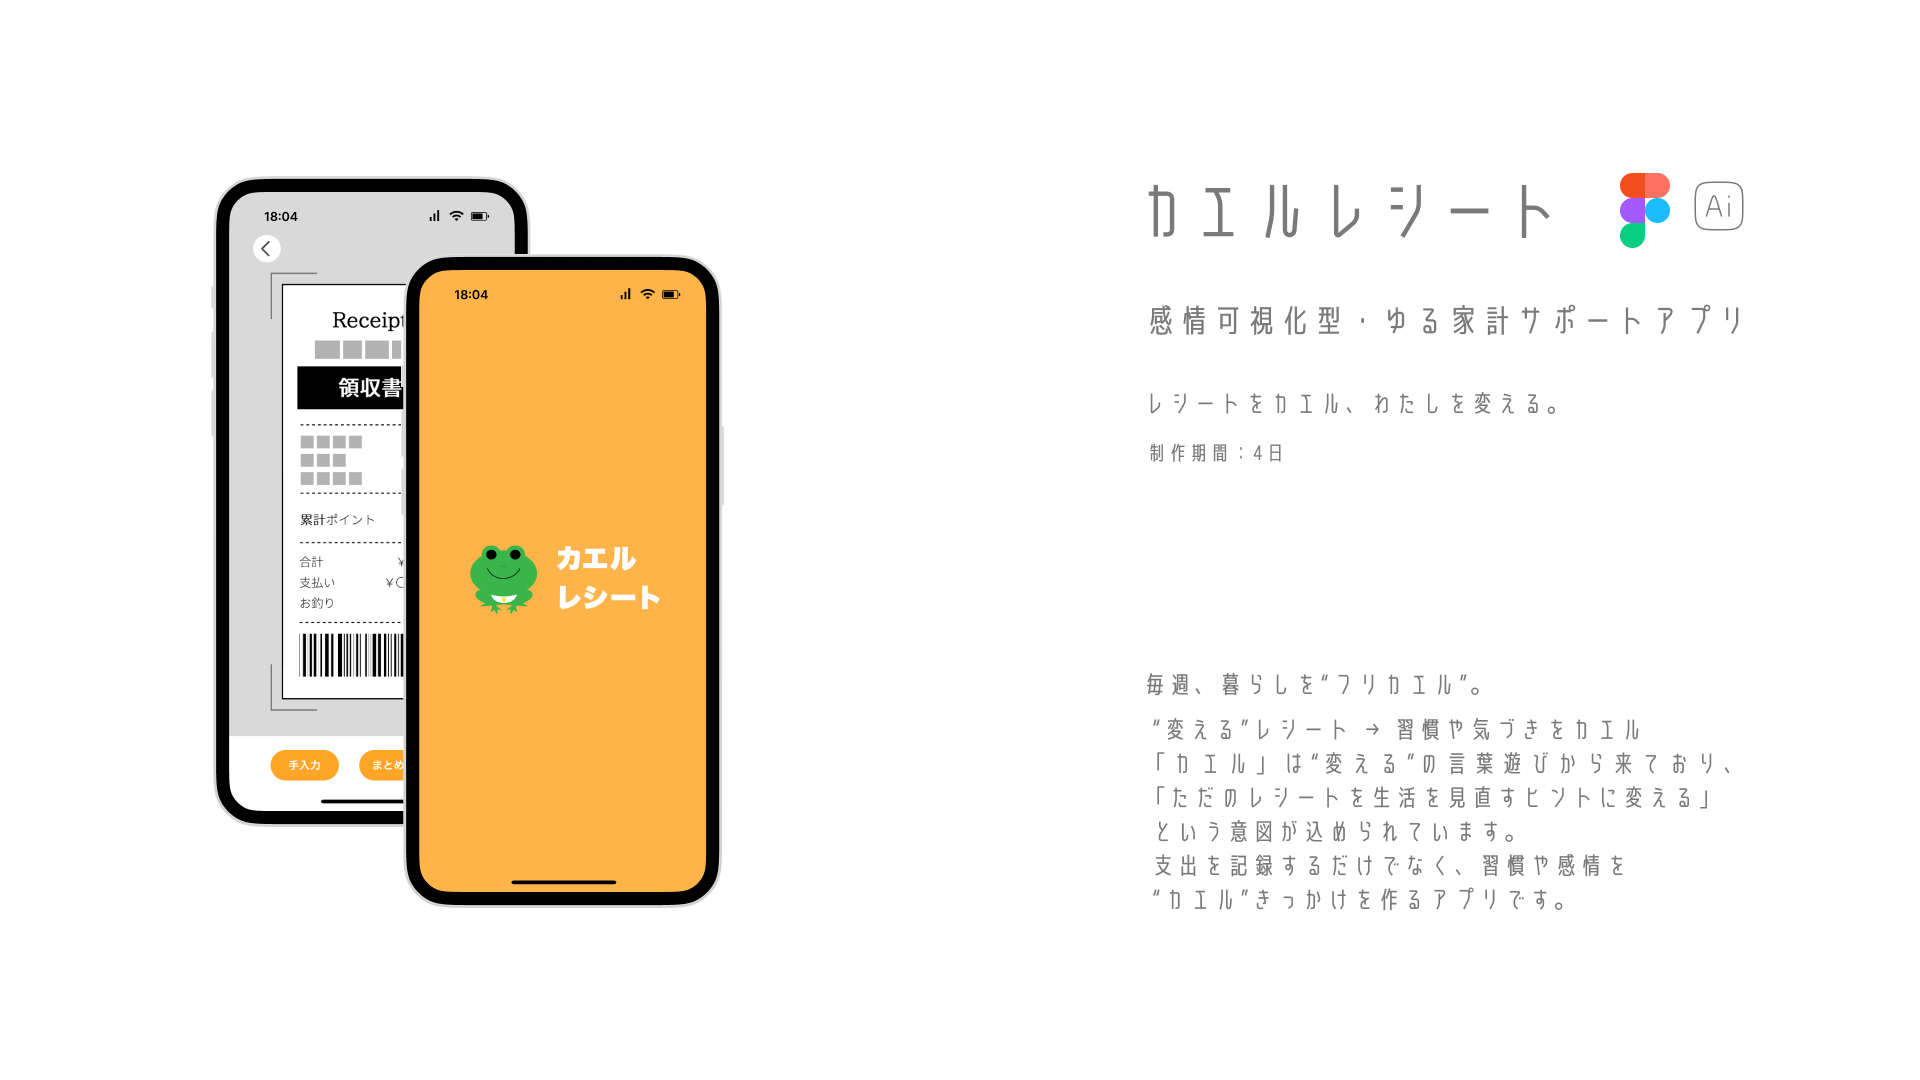 18:04
Receipt
領収書
累計ポイント
合計 ¥
支払い ¥
お釣り
手入力
まとめ
18:04
カエル
レシート
カエルレシート
Ai
感情可視化型・ゆる家計サポートアプリ
レシートをカエル、わたしを変える。
制作期間：4日
毎週、暮らしを“フリカエル”。
“変える”レシート → 習慣や気づきをカエル
「カエル」は“変える”の言葉遊びから来ており、
「ただのレシートを生活を見直すヒントに変える」
という意図が込められています。
支出を記録するだけでなく、習慣や感情を
“カエル”きっかけを作るアプリです。